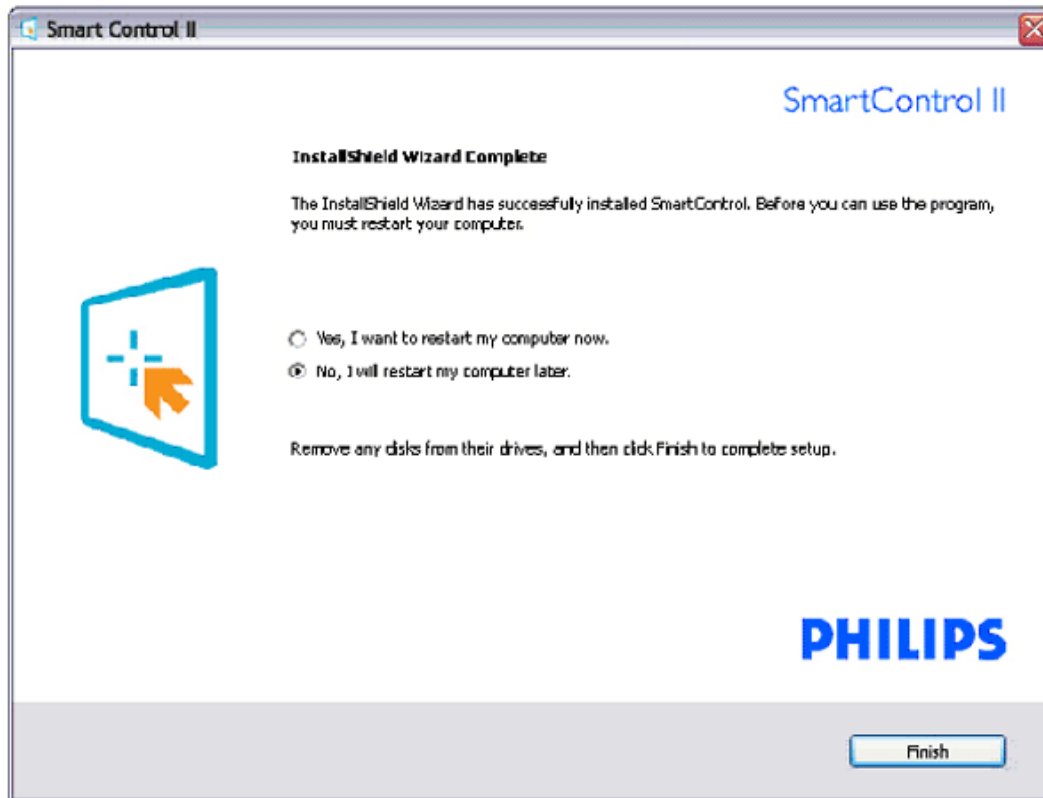 Smart Control II
SmartControl II
InstallShield Wizard Complete
The InstallShield Wizard has successfully installed SmartControl. Before you can use the program,
you must restart your computer.
Yes, I want to restart my computer now.
No, I will restart my computer later.
Remove any disks from their drives, and then click Finish to complete setup.
PHILIPS
Finish